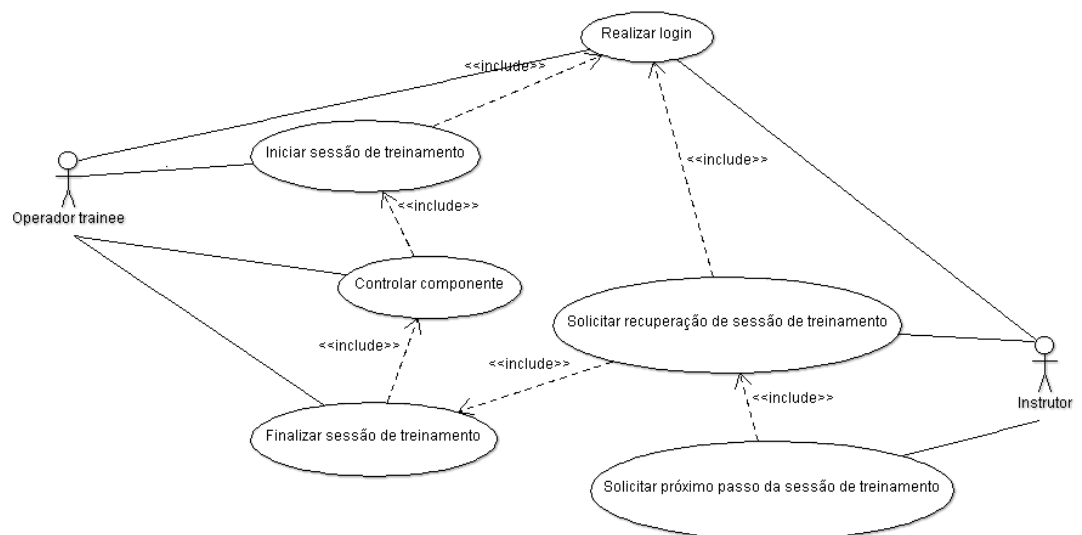 Realizar login
<<include>>
Iniciar sessão de treinamento
<<include>>
Operador trainee
<<include>>
Controlar componente
Solicitar recuperação de sessão de treinamento
<<include>>
<<include>>
<<include>>
Instrutor
Finalizar sessão de treinamento
Solicitar próximo passo da sessão de treinamento